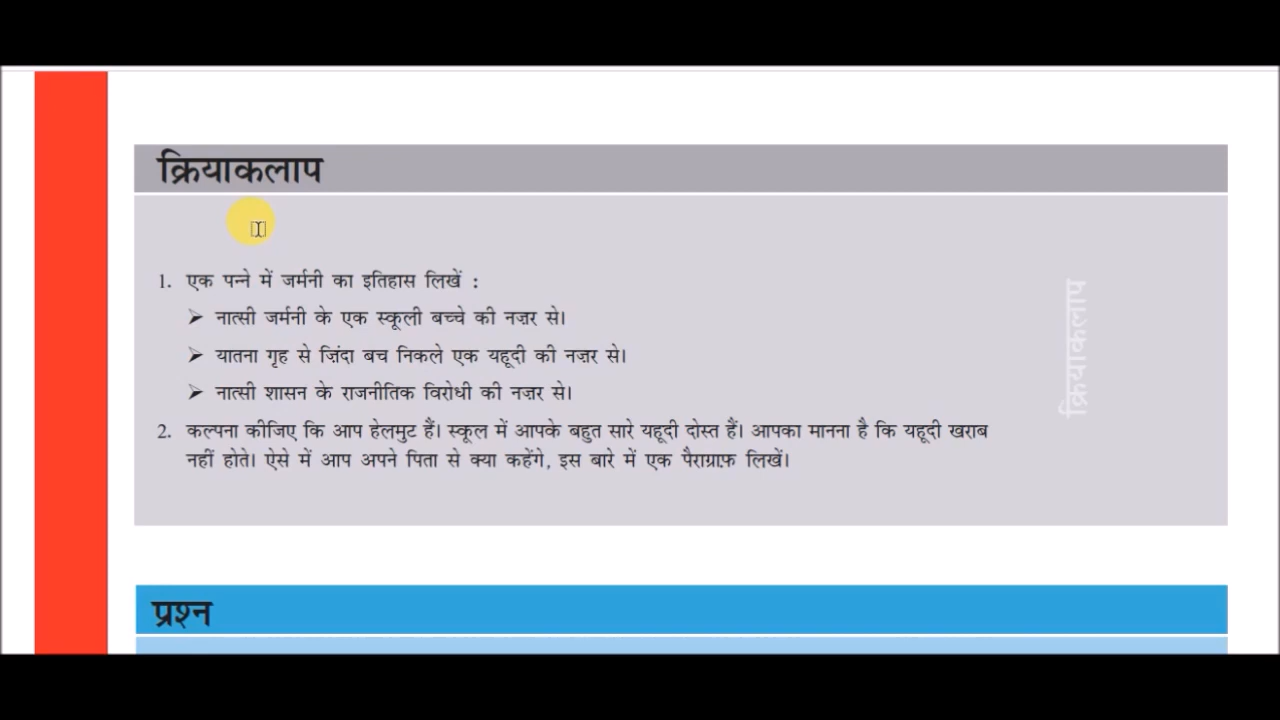 क्रियाकलाप
1. एक पन्ने में जर्मनी का इतिहास लिखें :
➢ नात्सी जर्मनी के एक स्कूली बच्चे की नज़र से।
➢ यातना गृह से ज़िंदा बच निकले एक यहूदी की नज़र से।
➢ नात्सी शासन के राजनीतिक विरोधी की नज़र से।
2. कल्पना कीजिए कि आप हेलमुट हैं। स्कूल में आपके बहुत सारे यहूदी दोस्त हैं। आपका मानना है कि यहूदी खराब
नहीं होते। ऐसे में आप अपने पिता से क्या कहेंगे, इस बारे में एक पैराग्राफ़ लिखें।
क्रियाकलाप
प्रश्न